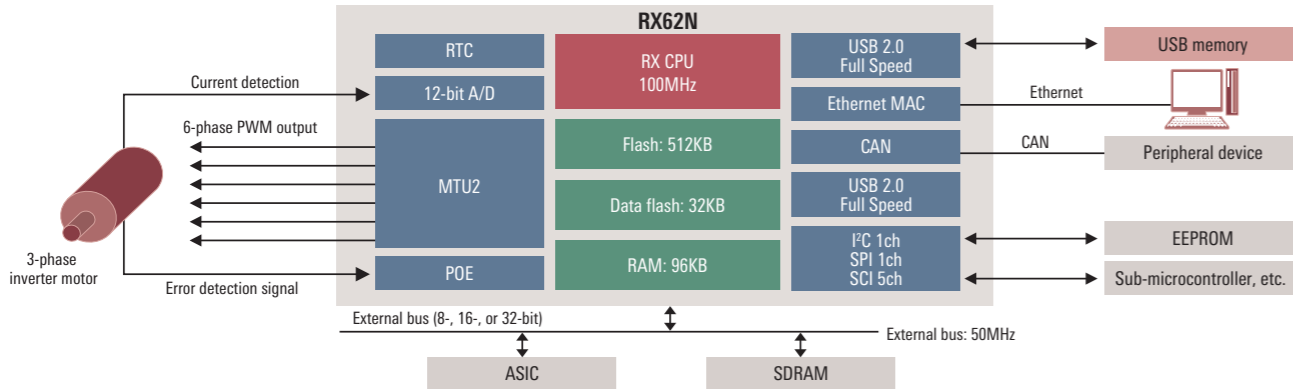 RX62N
RTC
12-bit A/D
MTU2
POE
RX CPU
100MHz
Flash: 512KB
Data flash: 32KB
RAM: 96KB
USB 2.0
Full Speed
Ethernet MAC
CAN
USB 2.0
Full Speed
I²C 1ch
SPI 1ch
SCI 5ch
Current detection
6-phase PWM output
3-phase
inverter motor
Error detection signal
USB memory
Ethernet
CAN
Peripheral device
EEPROM
Sub-microcontroller, etc.
External bus (8-, 16-, or 32-bit)
External bus: 50MHz
ASIC
SDRAM